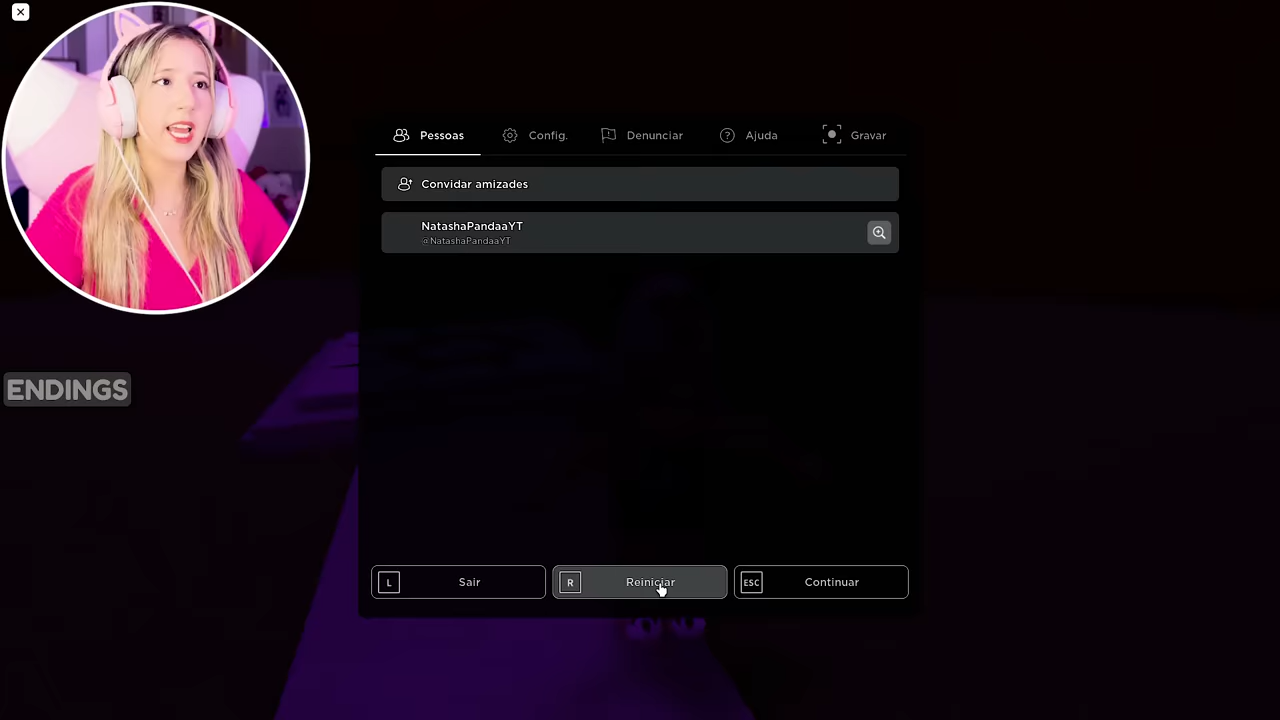 Pessoas
Config.
Denunciar
Ajuda
Gravar
Convidar amizades
NatashaPandaaYT
@NatashaPandaaYT
ENDINGS
L Sair
R Reiniciar
ESC Continuar